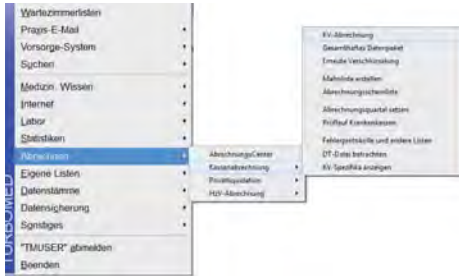 Wartezimmerlisten
Praxis-E-Mail
Vorsorge-System
Suchen
Medizin. Wissen
Internet
Labor
Statistiken
Abrechnen
Eigene Listen
Datenstämme
Datensicherung
Sonstiges
"TMUSER" abmelden
Beenden
TURBOMED
AbrechnungsCenter
Kassenabrechnung
Privatliquidation
HzV-Abrechnung
KV-Abrechnung
Gesamthaftes Datenpaket
Erneute Verschlüsselung
Mahnliste erstellen
Abrechnungsscheinliste
Abrechnungsquartal setzen
Prüflauf Krankenkassen
Fehlerprotokolle und andere Listen
DT-Datei betrachten
KV-Spezifika anzeigen